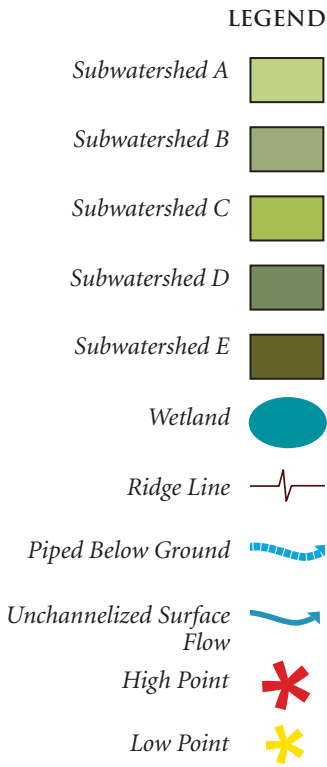 LEGEND
Subwatershed A
Subwatershed B
Subwatershed C
Subwatershed D
Subwatershed E
Wetland
Ridge Line
Piped Below Ground
Unchannelized Surface
Flow
High Point
Low Point